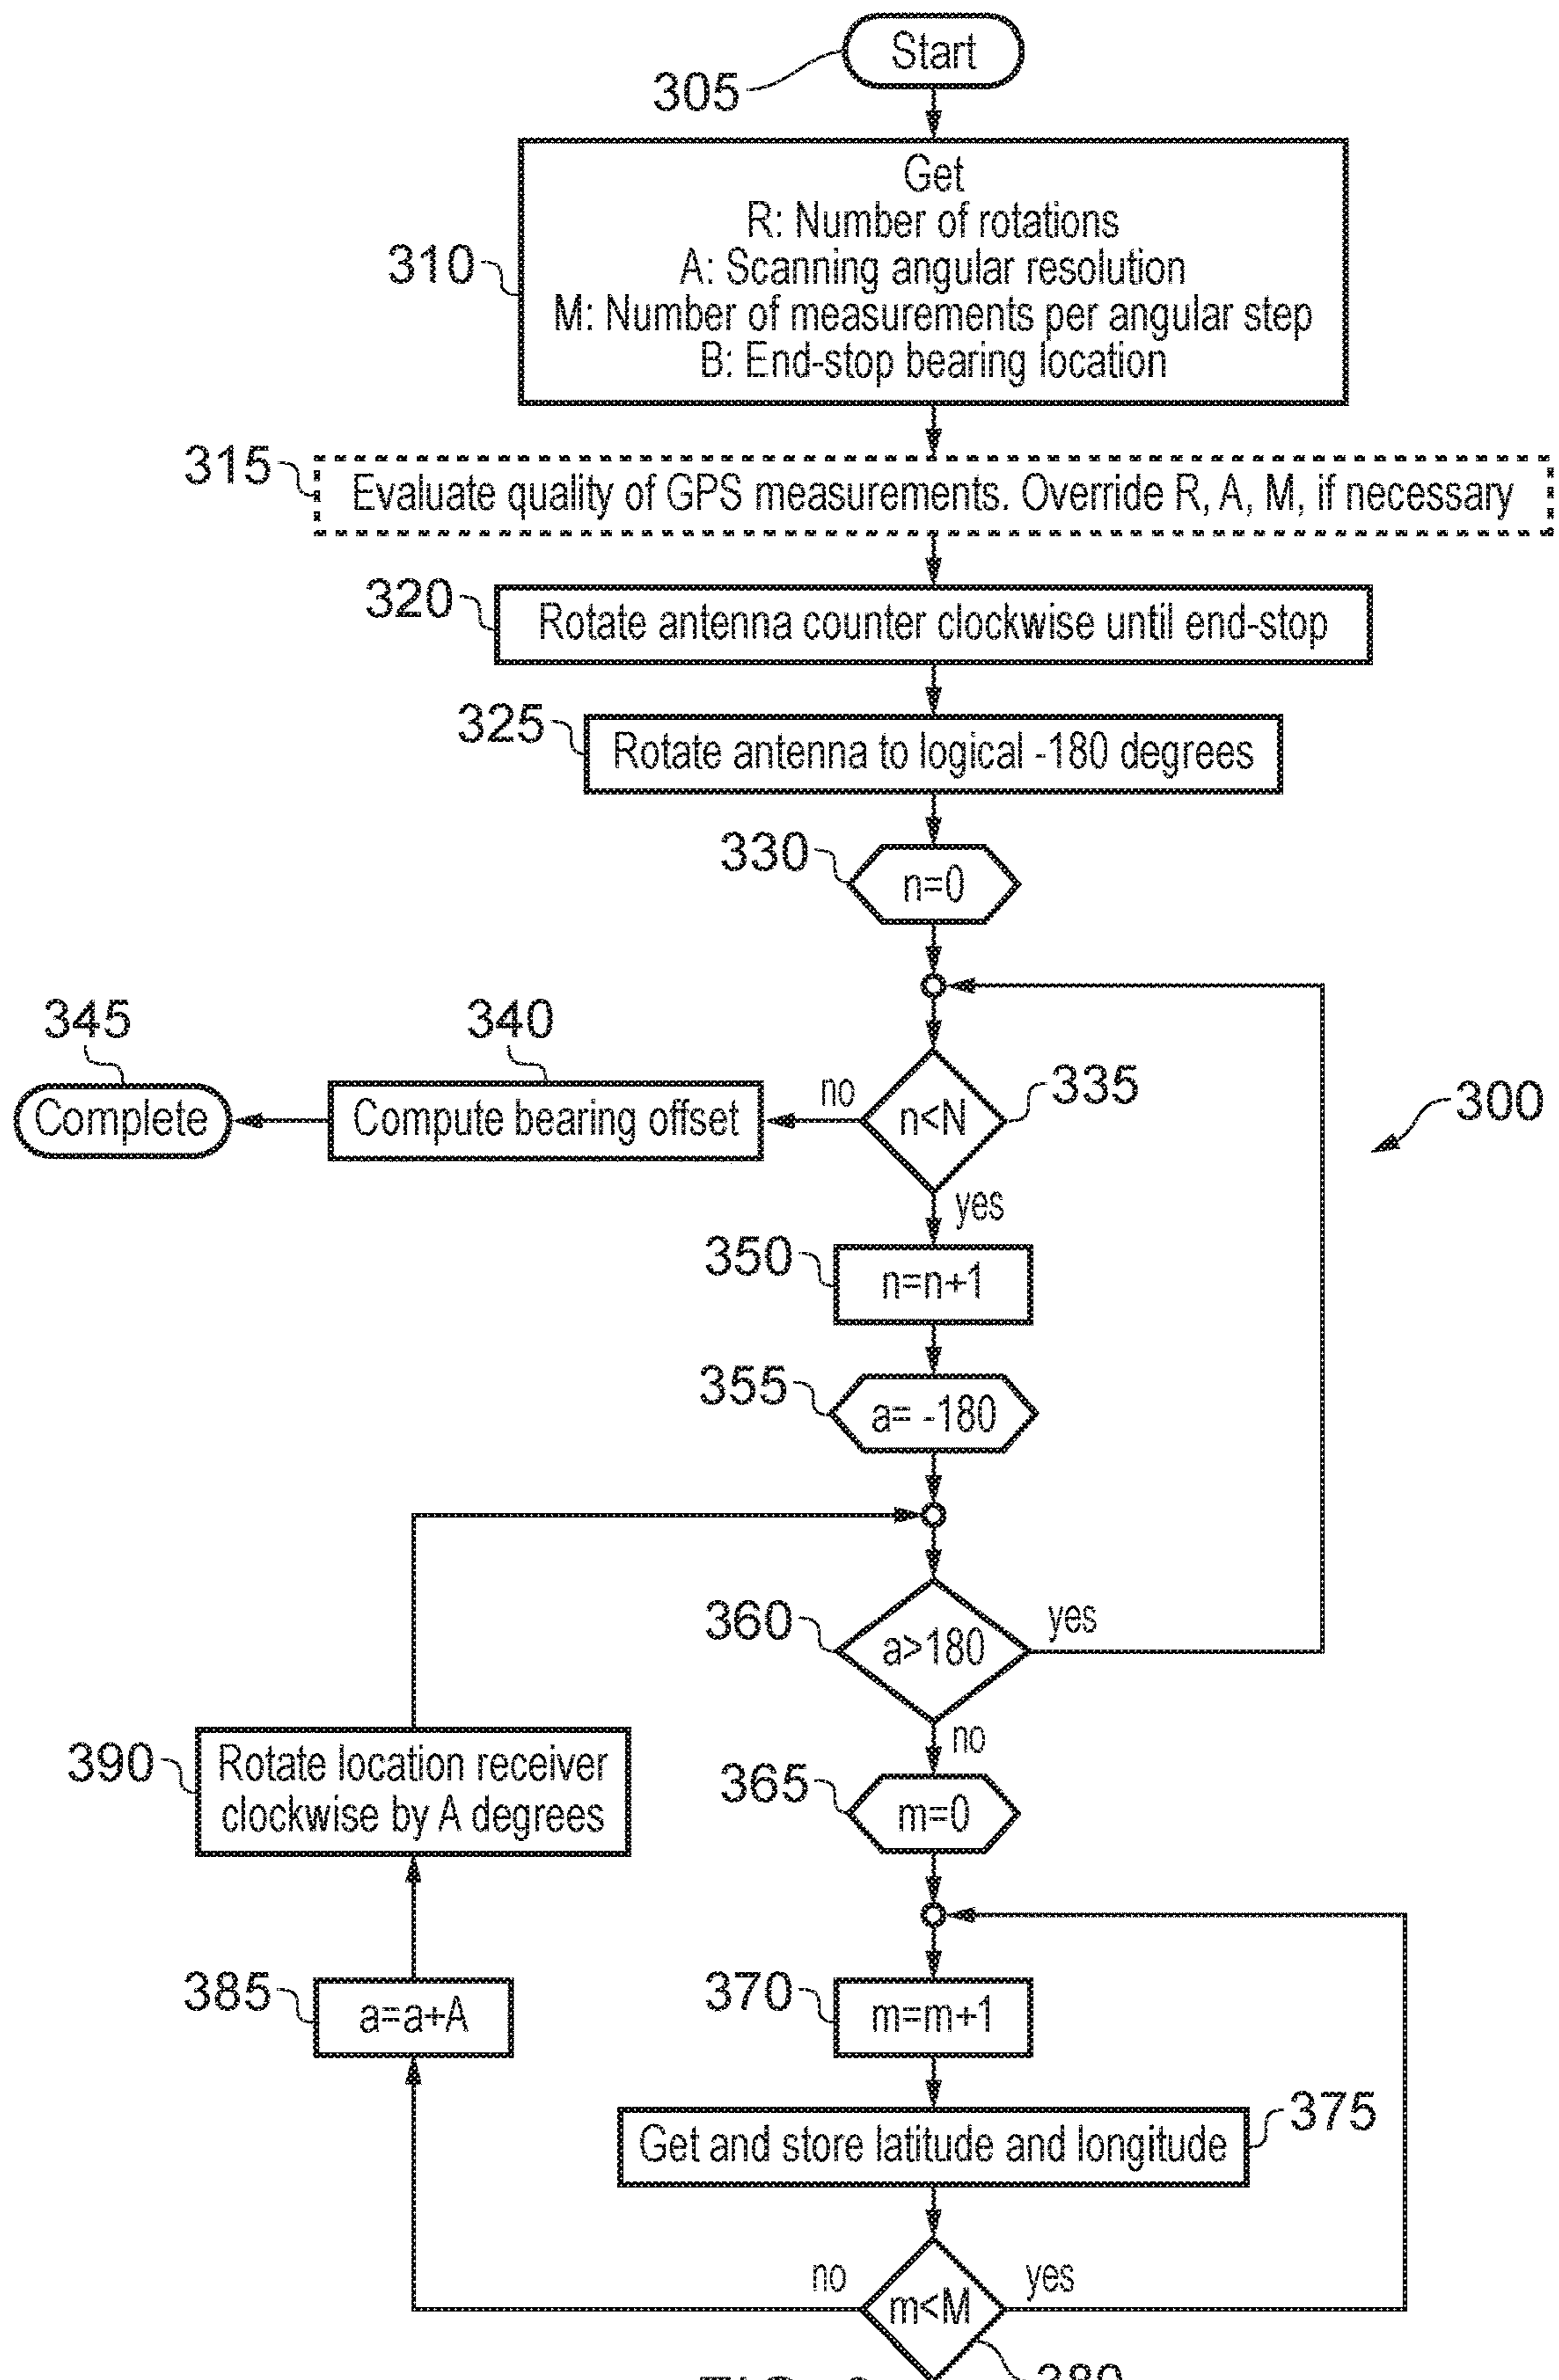 Start
305
Get
R: Number of rotations
A: Scanning angular resolution
M: Number of measurements per angular step
B: End-stop bearing location
310
315
Evaluate quality of GPS measurements. Override R, A, M, if necessary
320
Rotate antenna counter clockwise until end-stop
325
Rotate antenna to logical -180 degrees
330
n=0
345
340
335
300
Complete
Compute bearing offset
no
n<N
yes
350
n=n+1
355
a= -180
360
a>180
yes
no
390
Rotate location receiver
clockwise by A degrees
365
m=0
385
a=a+A
370
m=m+1
375
Get and store latitude and longitude
no
m<M
yes
380